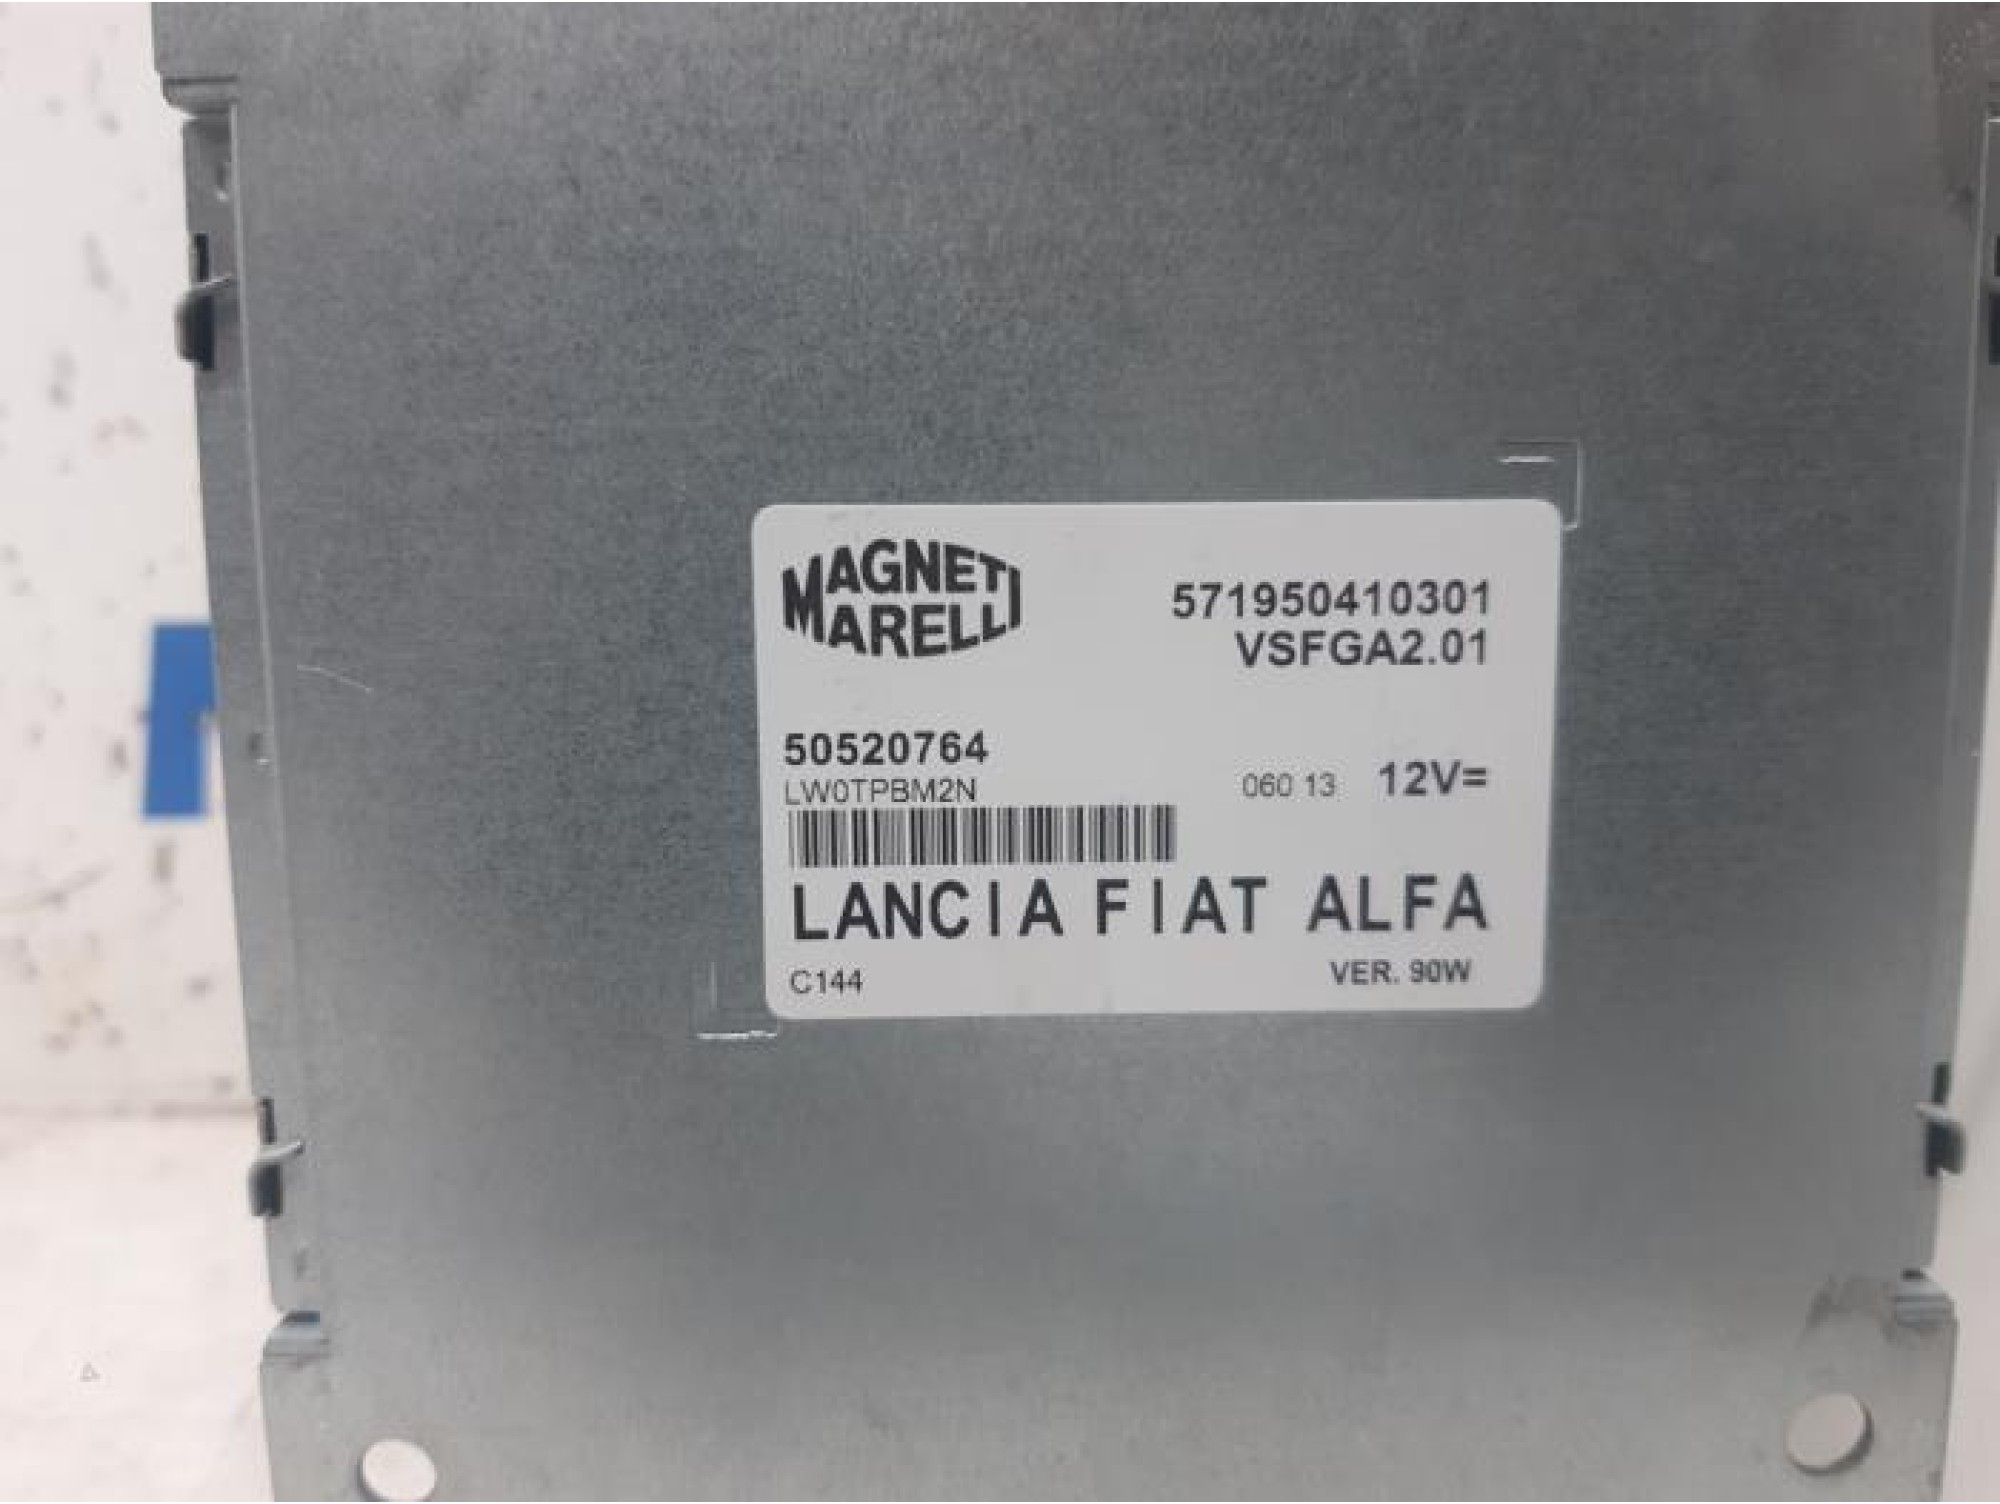 MAGNETI
MARELLI
571950410301
VSFGA2.01
50520764
LW0TPBM2N
060 13 12V=
LANCIA FIAT ALFA
C144
VER. 90W